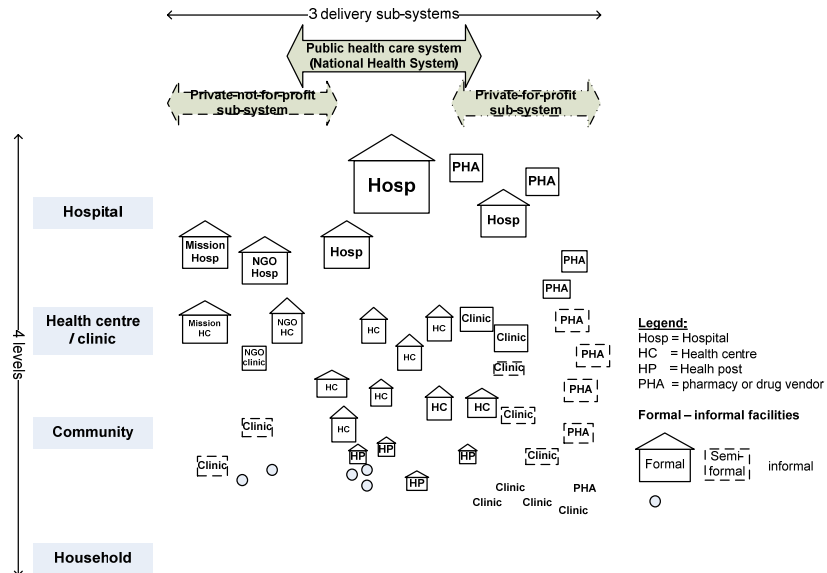 3 delivery sub-systems
Public health care system
(National Health System)
Private-not-for-profit
sub-system
Private-for-profit
sub-system
4 levels
Hospital
Health centre
/ clinic
Community
Household
Hosp
PHA
PHA
Hosp
Mission
Hosp
NGO
Hosp
Hosp
PHA
PHA
Mission
HC
NGO
HC
HC
HC
Clinic
PHA
Clinic
HC
NGO
clinic
PHA
Clinic
HC
HC
PHA
HC
HC
Clinic
HC
Clinic
PHA
HP
HP
HP
Clinic
Clinic
HP
Clinic
PHA
Clinic
Clinic
Clinic
Legend:
Hosp = Hospital
HC = Health centre
HP = Healh post
PHA = pharmacy or drug vendor
Formal – informal facilities
Formal
Semi-
formal
informal